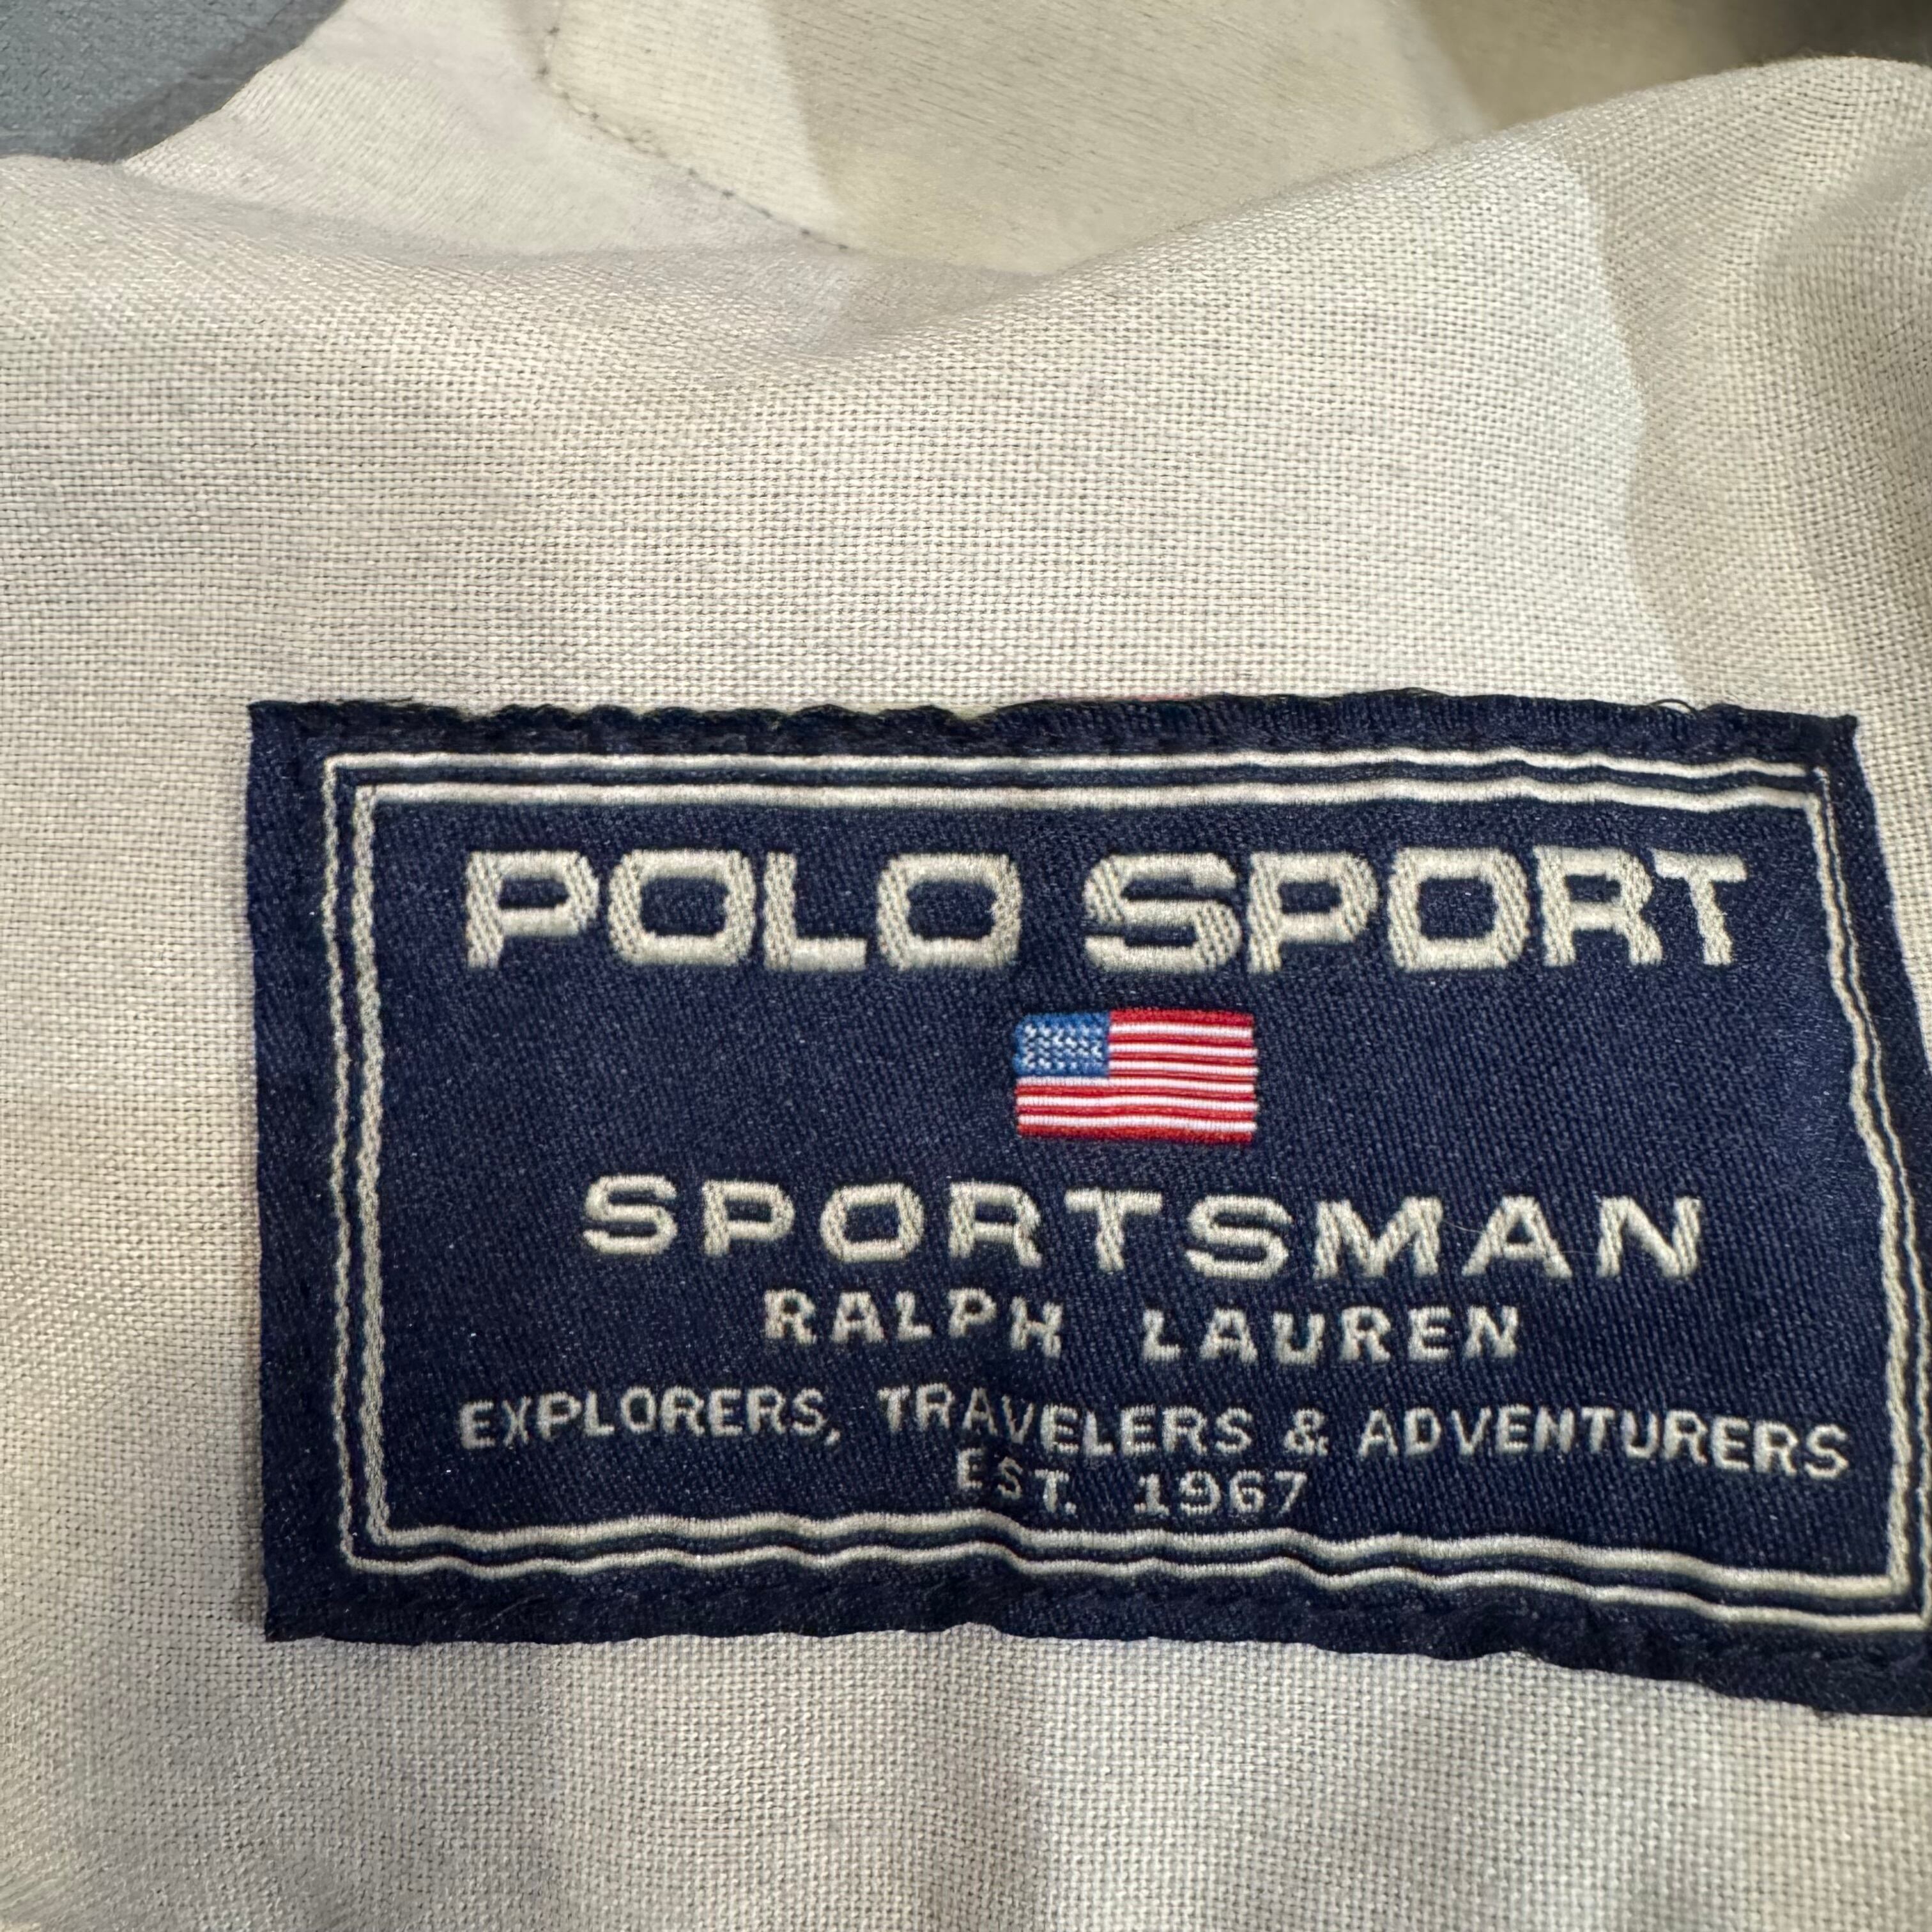 POLO SPORT
SPORTSMAN
RALPH LAUREN
EXPLORERS, TRAVELERS & ADVENTURERS
EST. 1967